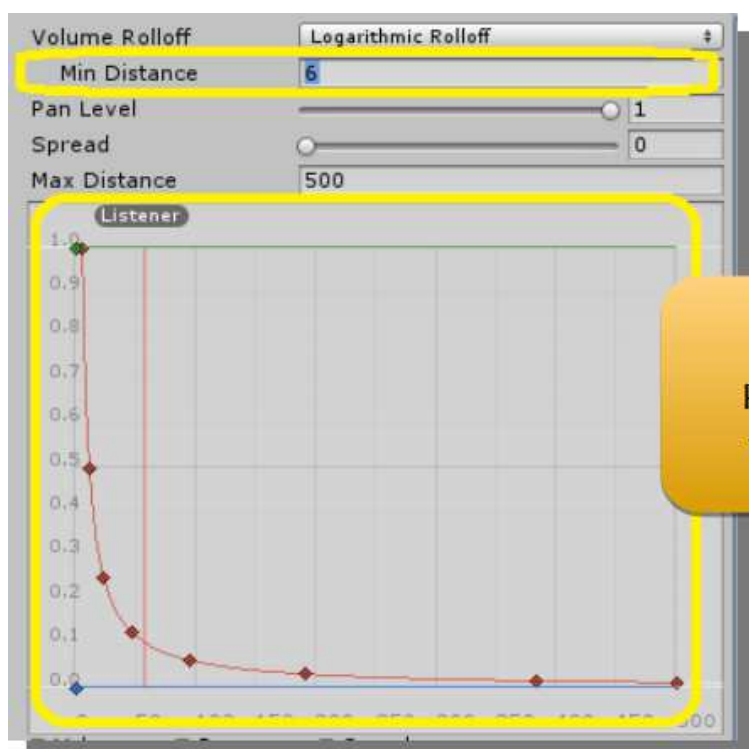 Volume Rolloff Logarithmic Rolloff
Min Distance 6
Pan Level 1
Spread 0
Max Distance 500
Listener
1.0
0.9
0.8
0.7
0.6
0.5
0.4
0.3
0.2
0.1
0.0